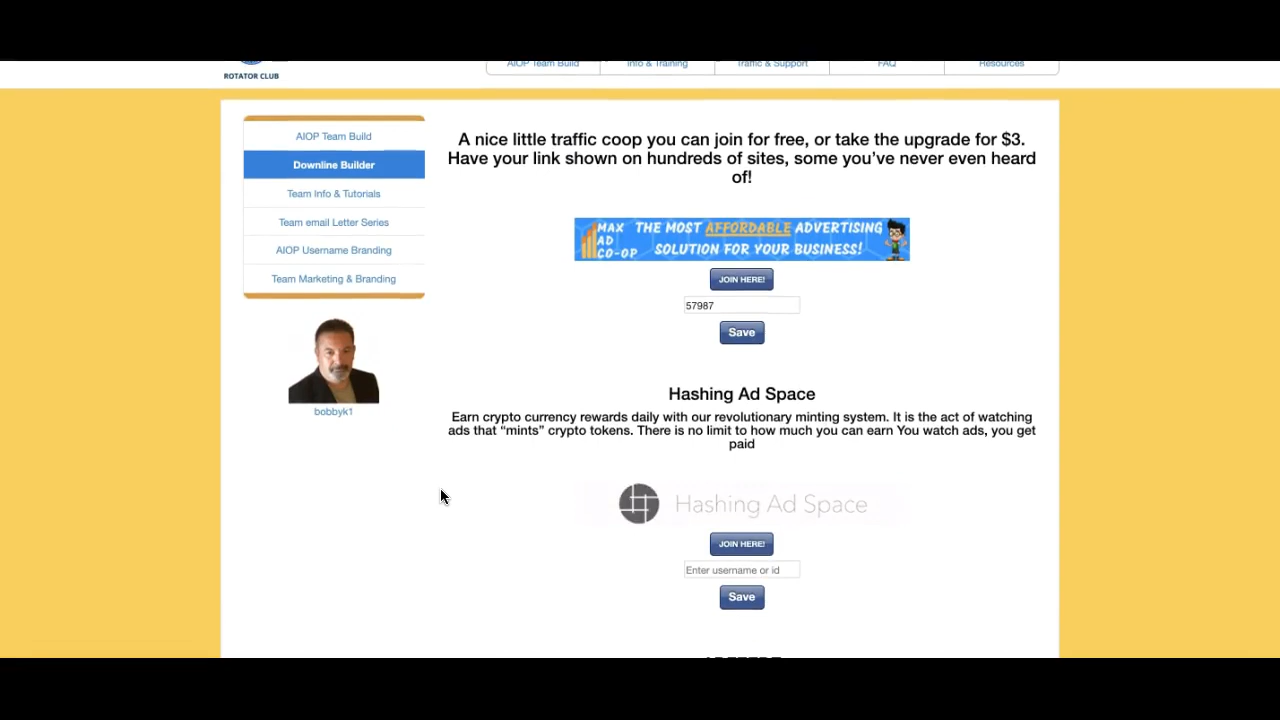 ROTATOR CLUB
AIOP Team Build
Info & Training
Traffic & Support
FAQ
Resources
AIOP Team Build
Downline Builder
Team Info & Tutorials
Team email Letter Series
AIOP Username Branding
Team Marketing & Branding
bobbyk1
A nice little traffic coop you can join for free, or take the upgrade for $3.
Have your link shown on hundreds of sites, some you've never even heard
of!
MAX
AD
CO-OP
THE MOST AFFORDABLE ADVERTISING
SOLUTION FOR YOUR BUSINESS!
JOIN HERE!
57987
Save
Hashing Ad Space
Earn crypto currency rewards daily with our revolutionary minting system. It is the act of watching
ads that “mints” crypto tokens. There is no limit to how much you can earn You watch ads, you get
paid
Hashing Ad Space
JOIN HERE!
Enter username or id
Save